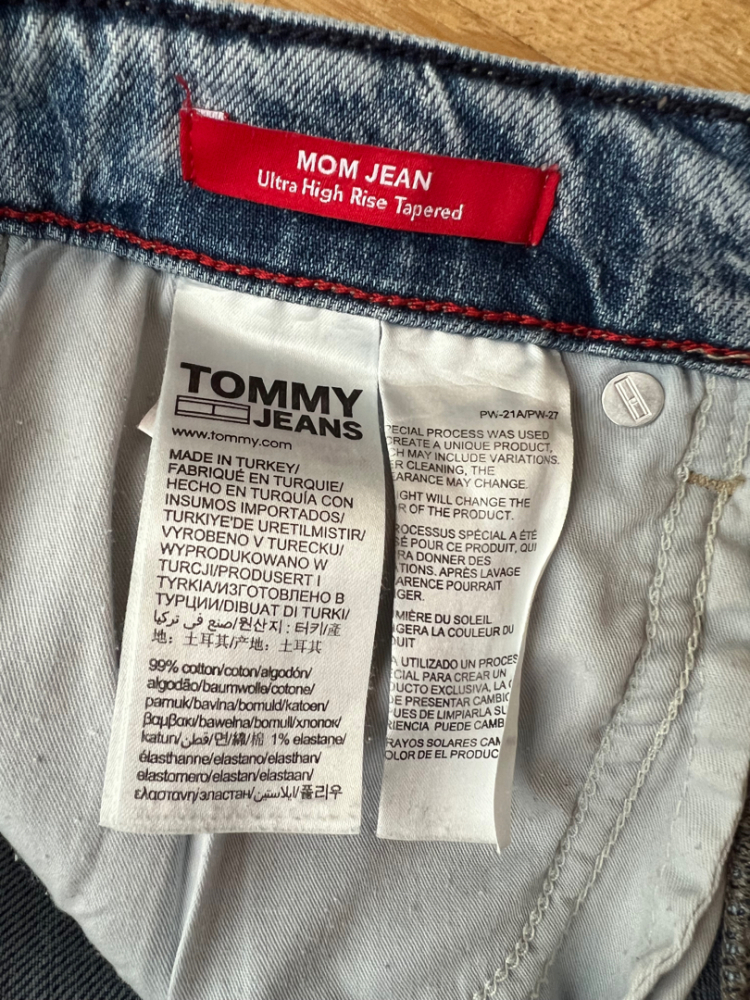 MOM JEAN
Ultra High Rise Tapered
TOMMY
JEANS
www.tommy.com
MADE IN TURKEY/
FABRIQUÉ EN TURQUIE/
HECHO EN TURQUÍA CON
INSUMOS IMPORTADOS/
TURKIYE'DE URETILMISTIR/
VYROBENO V TURECKU/
WYPRODUKOWANO W
TURCJI/PRODUSERT I
TYRKIA/ИЗГОТОВЛЕНО В
ТУРЦИИ/DIBUAT DI TURKI/
صنع في تركيا/원산지 : 터키/產
地：土耳其/产地：土耳其
99% cotton/coton/algodón/
algodão/baumwolle/cotone/
pamuk/bavlna/bomuld/katoen/
βαμβακι/bawełna/bomull/хлопок/
katun/قطن/면/綿/棉 1% elastane/
élasthanne/elastano/elasthan/
elastomero/elastan/elastaan/
ελαστανη/эластан/ايلاستين/폴리우
PW-21A/PW-27
ECIAL PROCESS WAS USED
CREATE A UNIQUE PRODUCT,
CH MAY INCLUDE VARIATIONS.
ER CLEANING, THE
EARANCE MAY CHANGE.
IGHT WILL CHANGE THE
R OF THE PRODUCT.
ROCESSUS SPÉCIAL A ÉTÉ
SÉ POUR CE PRODUIT, QUI
RA DONNER DES
ATIONS. APRÈS LAVAGE
ARENCE POURRAIT
NGER.
MIÈRE DU SOLEIL
NGERA LA COULEUR DU
DUIT
A UTILIZADO UN PROCES
CIAL PARA CREAR UN
DUCTO EXCLUSIVA, LA
DE PRESENTAR CAMBIO
UES DE LIMPIARLA SU
RIENCIA PUEDE CAMB
RAYOS SOLARES CAM
OLOR DE EL PRODUC